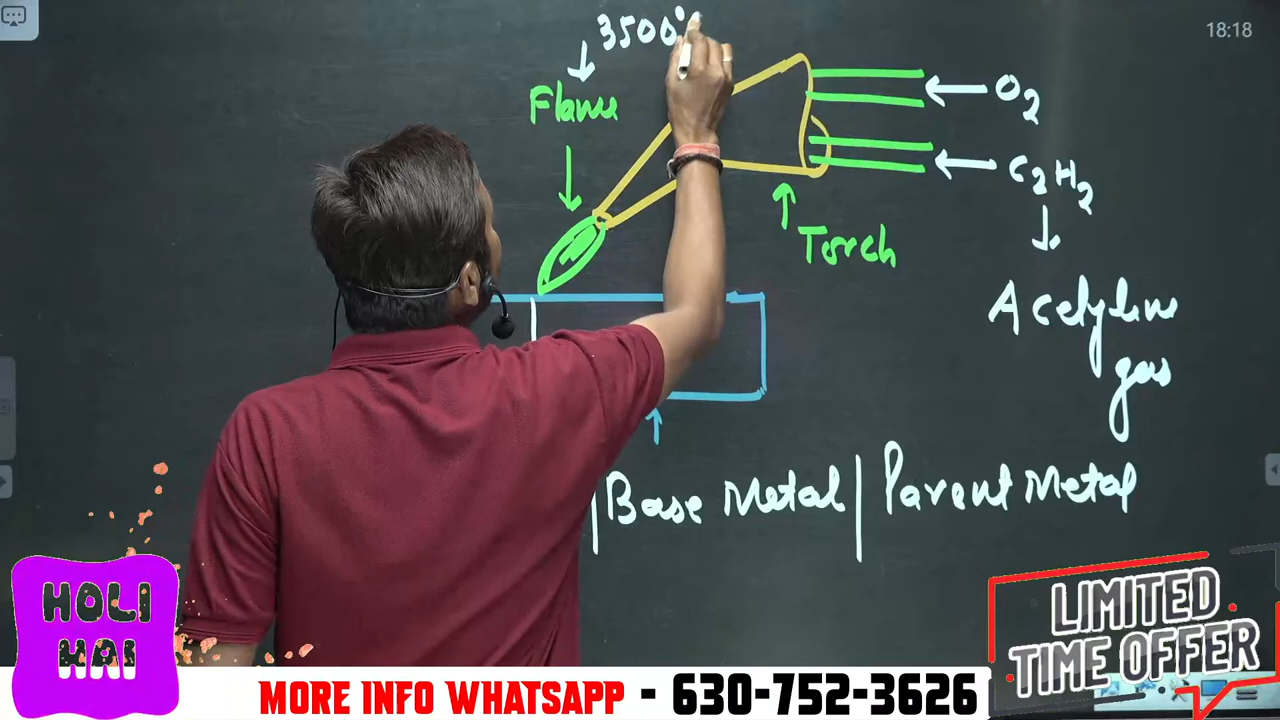 18:18
3500°
Flame
O2
C2H2
Torch
Acetylene
gas
| Base Metal | Parent Metal
HOLI
HAI
LIMITED
TIME OFFER
MORE INFO WHATSAPP - 630-752-3626